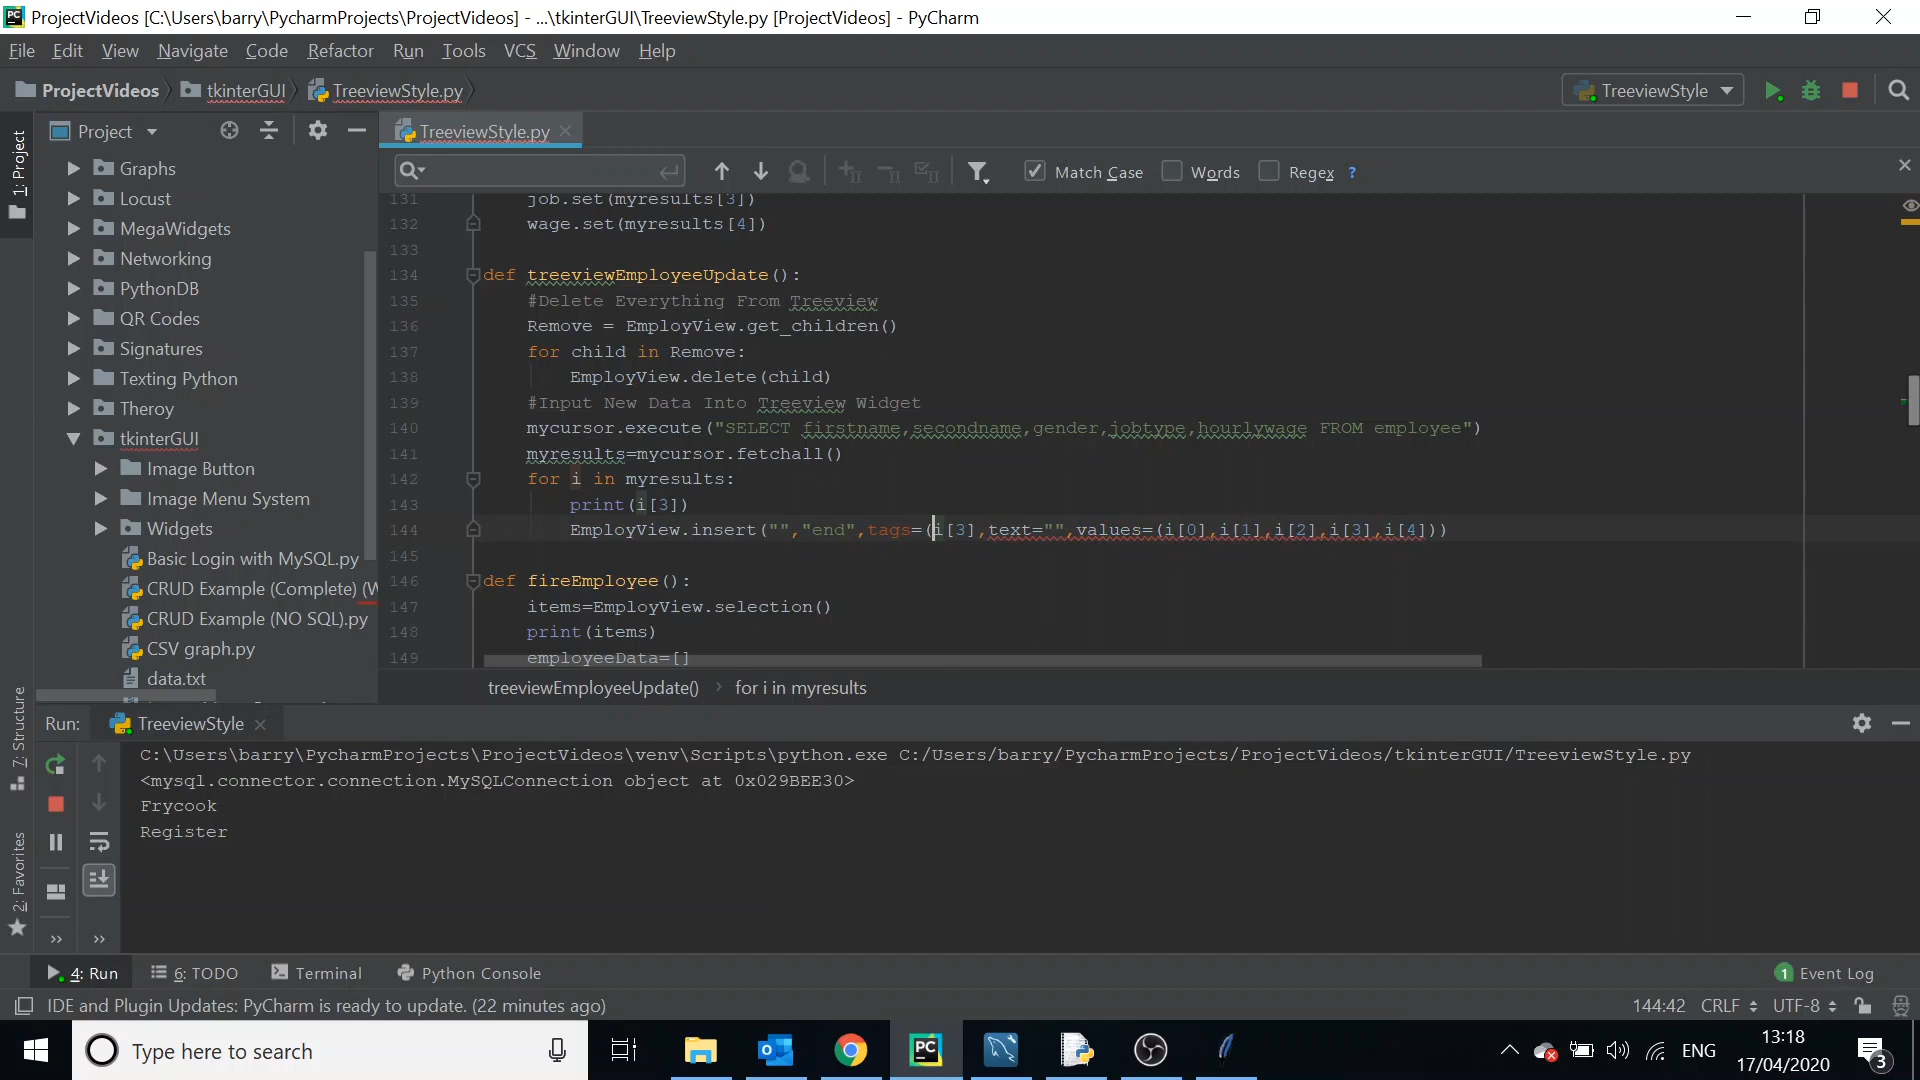 ProjectVideos [C:\Users\barry\PycharmProjects\ProjectVideos] - ...\tkinterGUI\TreeviewStyle.py [ProjectVideos] - PyCharm
File Edit View Navigate Code Refactor Run Tools VCS Window Help
ProjectVideos tkinterGUI TreeviewStyle.py TreeviewStyle
1: Project
Project
TreeviewStyle.py
Match Case Words Regex ?
Graphs
Locust
MegaWidgets
Networking
PythonDB
QR Codes
Signatures
Texting Python
Theroy
tkinterGUI
Image Button
Image Menu System
Widgets
Basic Login with MySQL.py
CRUD Example (Complete) (W
CRUD Example (NO SQL).py
CSV graph.py
data.txt
131 job.set(myresults[3])
132 wage.set(myresults[4])
133
134 def treeviewEmployeeUpdate():
135 #Delete Everything From Treeview
136 Remove = EmployView.get_children()
137 for child in Remove:
138 EmployView.delete(child)
139 #Input New Data Into Treeview Widget
140 mycursor.execute("SELECT firstname,secondname,gender,jobtype,hourlywage FROM employee")
141 myresults=mycursor.fetchall()
142 for i in myresults:
143 print(i[3])
144 EmployView.insert("","end",tags=(i[3],text="",values=(i[0],i[1],i[2],i[3],i[4]))
145
146 def fireEmployee():
147 items=EmployView.selection()
148 print(items)
149 employeeData=[]
treeviewEmployeeUpdate() for i in myresults
7: Structure
2: Favorites
Run: TreeviewStyle
C:\Users\barry\PycharmProjects\ProjectVideos\venv\Scripts\python.exe C:/Users/barry/PycharmProjects/ProjectVideos/tkinterGUI/TreeviewStyle.py
<mysql.connector.connection.MySQLConnection object at 0x029BEE30>
Frycook
Register
4: Run 6: TODO Terminal Python Console 1 Event Log
IDE and Plugin Updates: PyCharm is ready to update. (22 minutes ago) 144:42 CRLF UTF-8
Type here to search
PC
ENG
13:18
17/04/2020
3